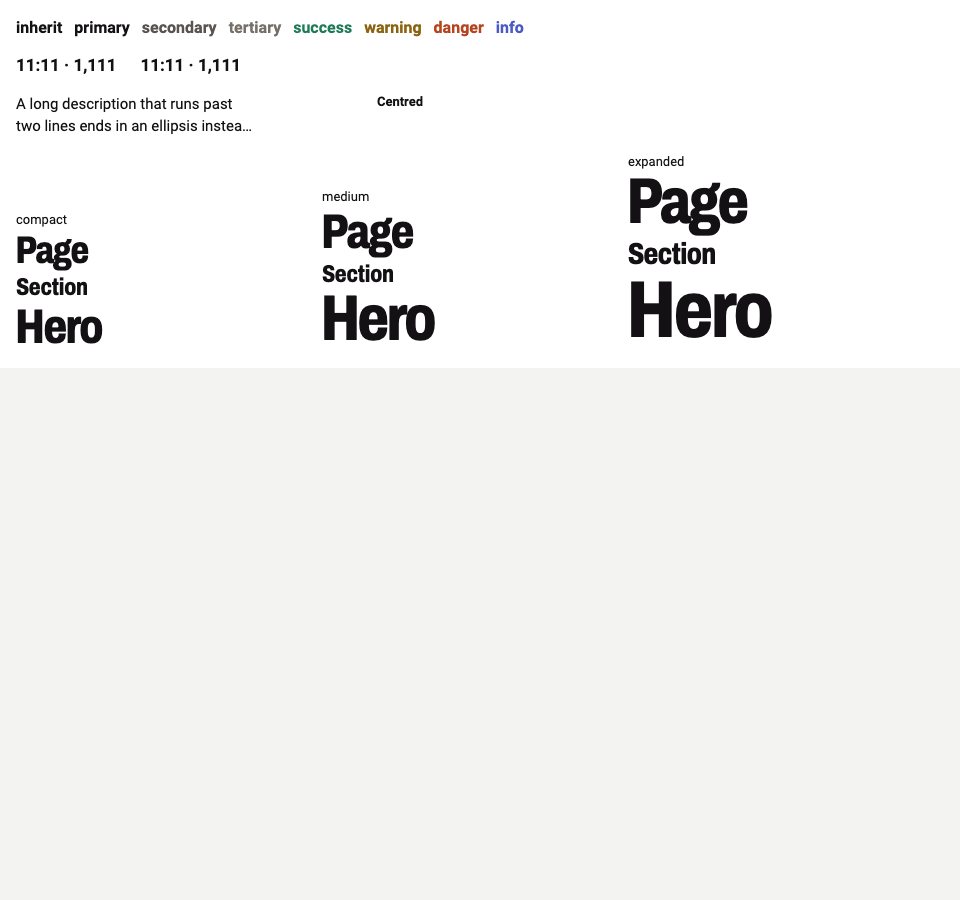 inherit primary secondary tertiary success warning danger info
11:11 · 1,111 11:11 · 1,111
A long description that runs past
two lines ends in an ellipsis instea…
Centred
compact
Page
Section
Hero
medium
Page
Section
Hero
expanded
Page
Section
Hero